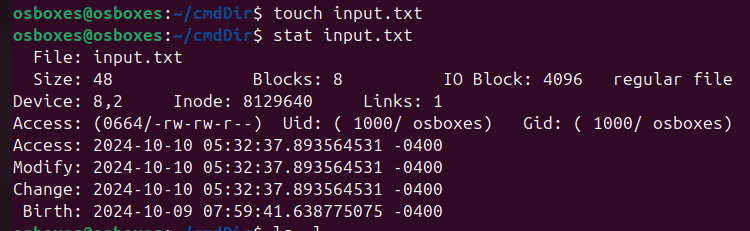 osboxes@osboxes:~/cmdDir$ touch input.txt
osboxes@osboxes:~/cmdDir$ stat input.txt
  File: input.txt
  Size: 48              Blocks: 8          IO Block: 4096   regular file
Device: 8,2     Inode: 8129640     Links: 1
Access: (0664/-rw-rw-r--)  Uid: ( 1000/ osboxes)   Gid: ( 1000/ osboxes)
Access: 2024-10-10 05:32:37.893564531 -0400
Modify: 2024-10-10 05:32:37.893564531 -0400
Change: 2024-10-10 05:32:37.893564531 -0400
 Birth: 2024-10-09 07:59:41.638775075 -0400